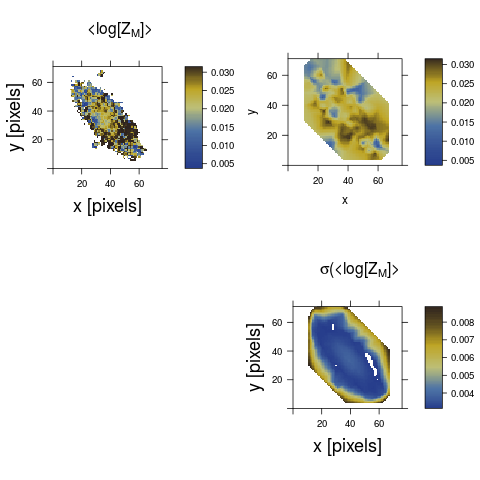 <log[Z_M]>
60
40
20
20 40 60
x [pixels]
y [pixels]
0.030
0.025
0.020
0.015
0.010
0.005
60
40
20
20 40 60
x
y
0.030
0.025
0.020
0.015
0.010
0.005
σ(<log[Z_M]>
60
40
20
20 40 60
x [pixels]
y [pixels]
0.008
0.007
0.006
0.005
0.004